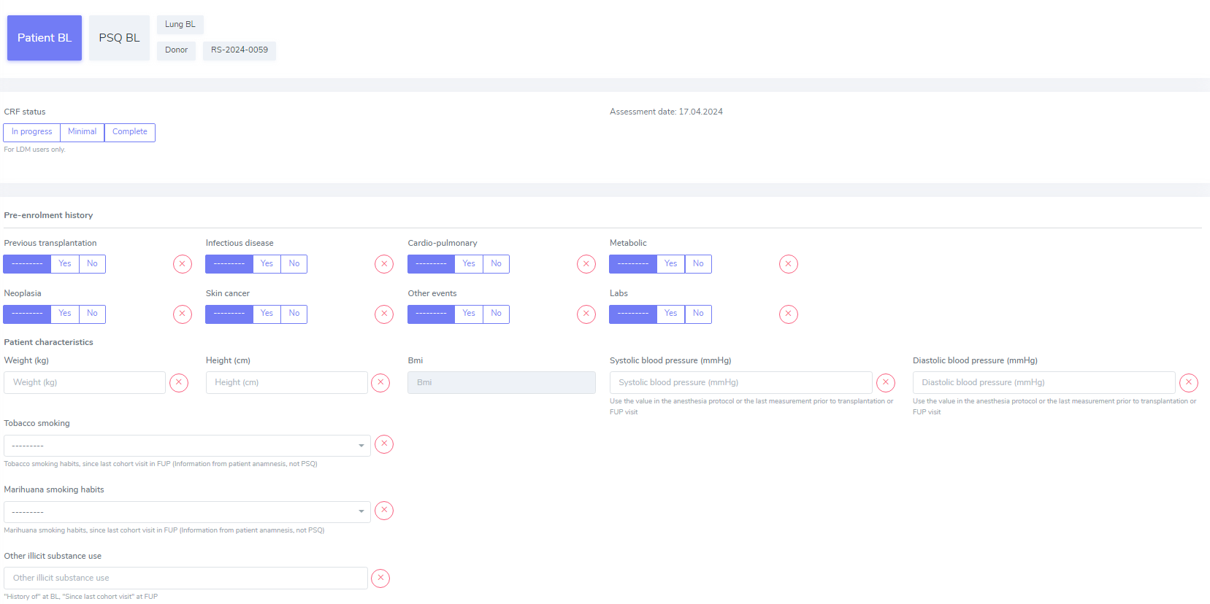 Patient BL
PSQ BL
Lung BL
Donor
RS-2024-0059
CRF status
Assessment date: 17.04.2024
In progress Minimal Complete
For LDM users only.
Pre-enrolment history
Previous transplantation Infectious disease Cardio-pulmonary Metabolic
--------- Yes No --------- Yes No --------- Yes No --------- Yes No
Neoplasia Skin cancer Other events Labs
--------- Yes No --------- Yes No --------- Yes No --------- Yes No
Patient characteristics
Weight (kg) Height (cm) Bmi Systolic blood pressure (mmHg) Diastolic blood pressure (mmHg)
Weight (kg) Height (cm) Bmi Systolic blood pressure (mmHg) Diastolic blood pressure (mmHg)
Use the value in the anesthesia protocol or the last measurement prior to transplantation or
FUP visit
Use the value in the anesthesia protocol or the last measurement prior to transplantation or
FUP visit
Tobacco smoking
---------
Tobacco smoking habits, since last cohort visit in FUP (Information from patient anamnesis, not PSQ)
Marihuana smoking habits
---------
Marihuana smoking habits, since last cohort visit in FUP (Information from patient anamnesis, not PSQ)
Other illicit substance use
Other illicit substance use
"History of" at BL, "Since last cohort visit" at FUP